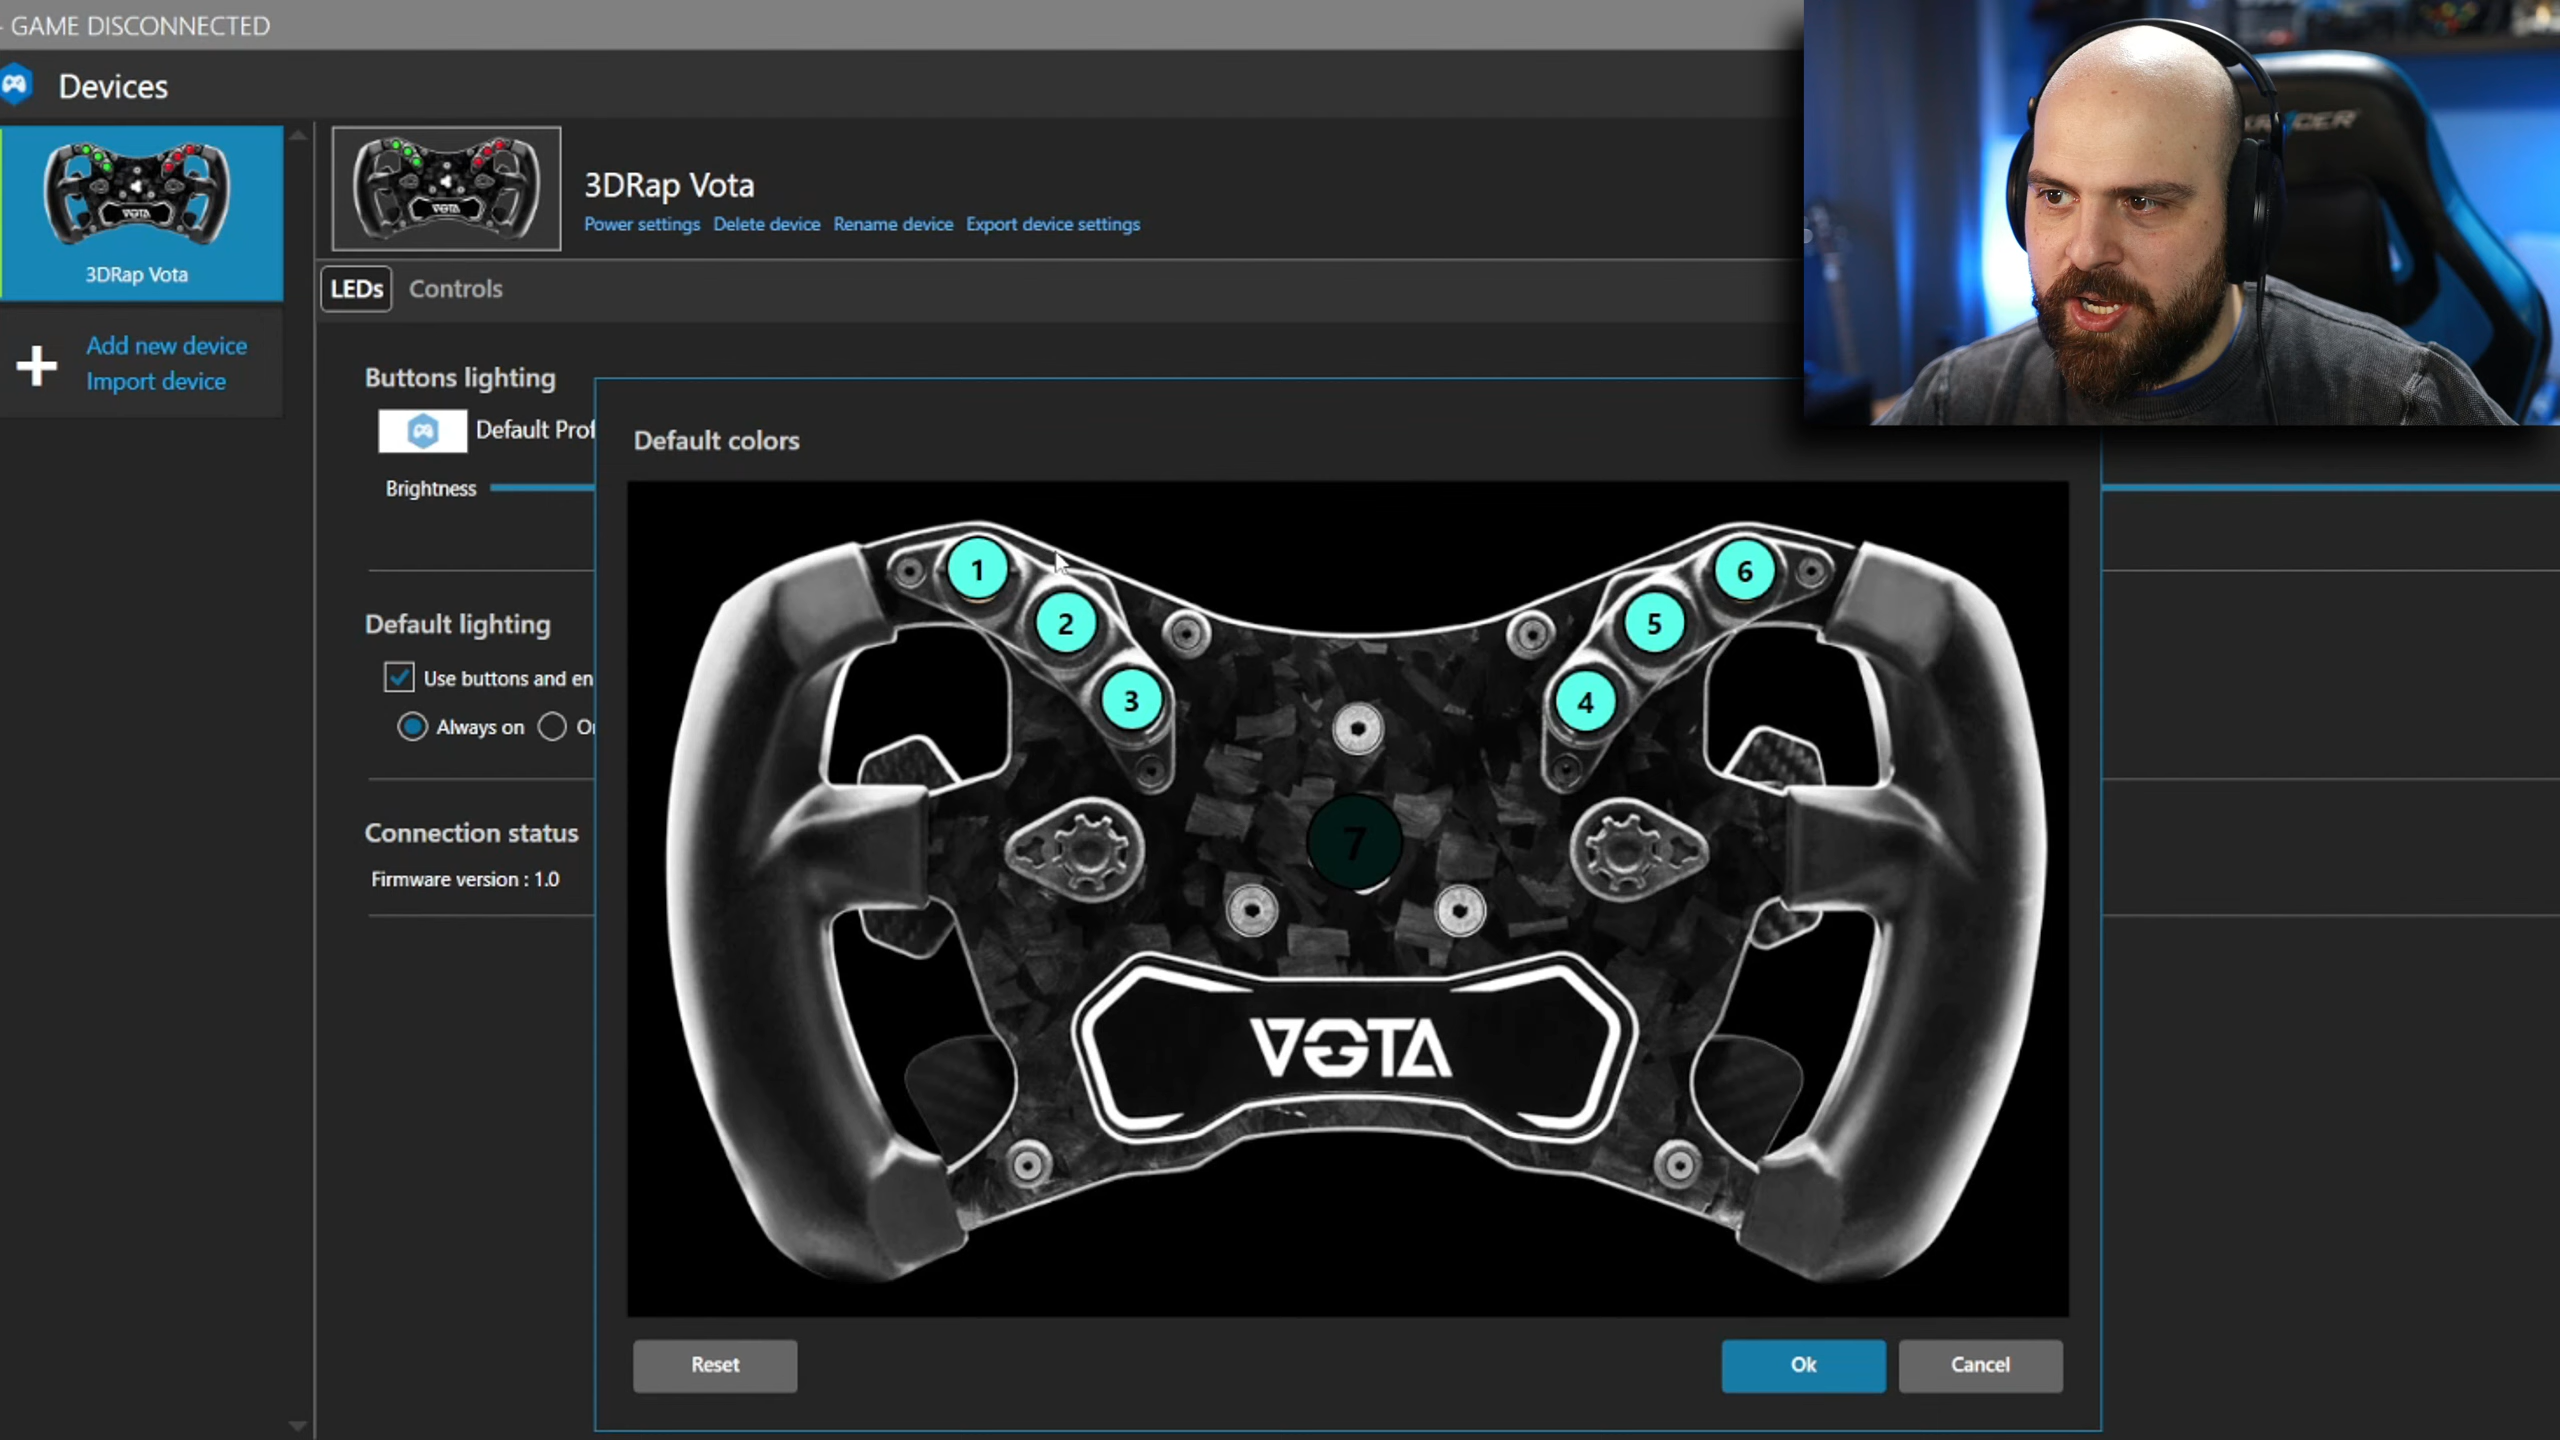 - GAME DISCONNECTED
Devices
3DRap Vota
Add new device
Import device
3DRap Vota
Power settings Delete device Rename device Export device settings
LEDs Controls
Buttons lighting
Default Prof
Brightness
Default lighting
Use buttons and en
Always on
Connection status
Firmware version : 1.0
Default colors
1
2
3
4
5
6
7
VOTA
Reset
Ok
Cancel